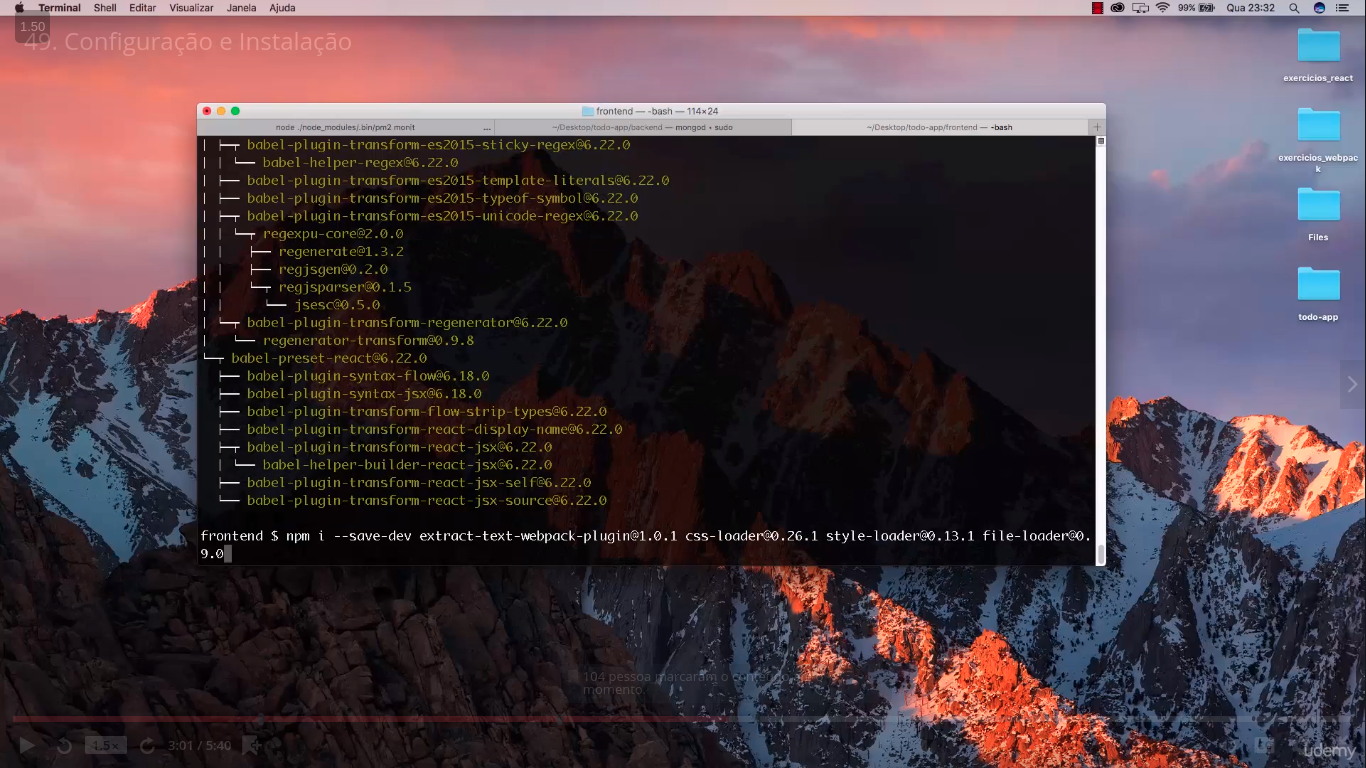 Terminal Shell Editar Visualizar Janela Ajuda
99% Qua 23:32
1.50
49. Configuração e Instalação
exercicios_react
exercicios_webpac
k
Files
todo-app
frontend — -bash — 114×24
node ./node_modules/.bin/pm2 monit ... ~/Desktop/todo-app/backend — mongod • sudo ~/Desktop/todo-app/frontend — -bash +
│ ├─┬ babel-plugin-transform-es2015-sticky-regex@6.22.0
│ │ └── babel-helper-regex@6.22.0
│ ├── babel-plugin-transform-es2015-template-literals@6.22.0
│ ├── babel-plugin-transform-es2015-typeof-symbol@6.22.0
│ ├─┬ babel-plugin-transform-es2015-unicode-regex@6.22.0
│ │ └─┬ regexpu-core@2.0.0
│ │   ├── regenerate@1.3.2
│ │   ├── regjsgen@0.2.0
│ │   └─┬ regjsparser@0.1.5
│ │     └── jsesc@0.5.0
│ └─┬ babel-plugin-transform-regenerator@6.22.0
│   └── regenerator-transform@0.9.8
└─┬ babel-preset-react@6.22.0
  ├── babel-plugin-syntax-flow@6.18.0
  ├── babel-plugin-syntax-jsx@6.18.0
  ├── babel-plugin-transform-flow-strip-types@6.22.0
  ├── babel-plugin-transform-react-display-name@6.22.0
  ├─┬ babel-plugin-transform-react-jsx@6.22.0
  │ └── babel-helper-builder-react-jsx@6.22.0
  ├── babel-plugin-transform-react-jsx-self@6.22.0
  └── babel-plugin-transform-react-jsx-source@6.22.0
frontend $ npm i --save-dev extract-text-webpack-plugin@1.0.1 css-loader@0.26.1 style-loader@0.13.1 file-loader@0.
9.0
104 pessoa marcaram o conteúdo
momento.
1.5× 3:01 / 5:40
udemy